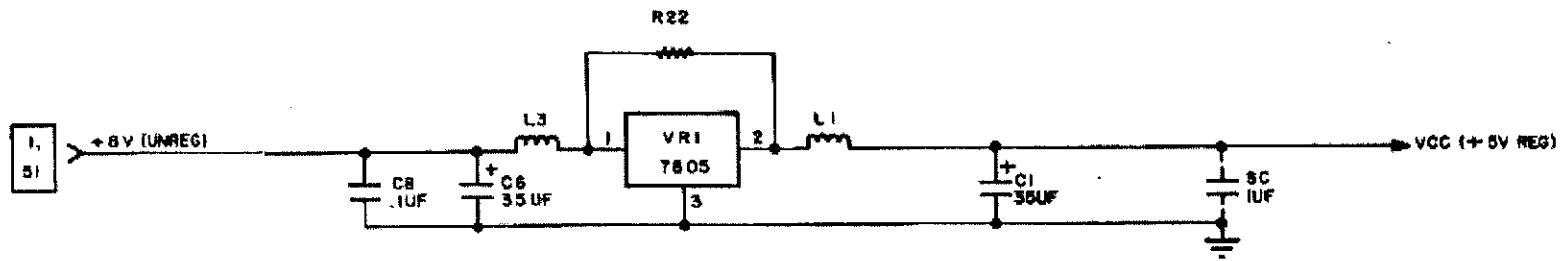 R22
L3
L1
1,
51
+8V (UNREG)
1
VR1
7805
2
3
C8
.1UF
+
C6
35UF
+
C1
35UF
SC
1UF
VCC (+5V REG)